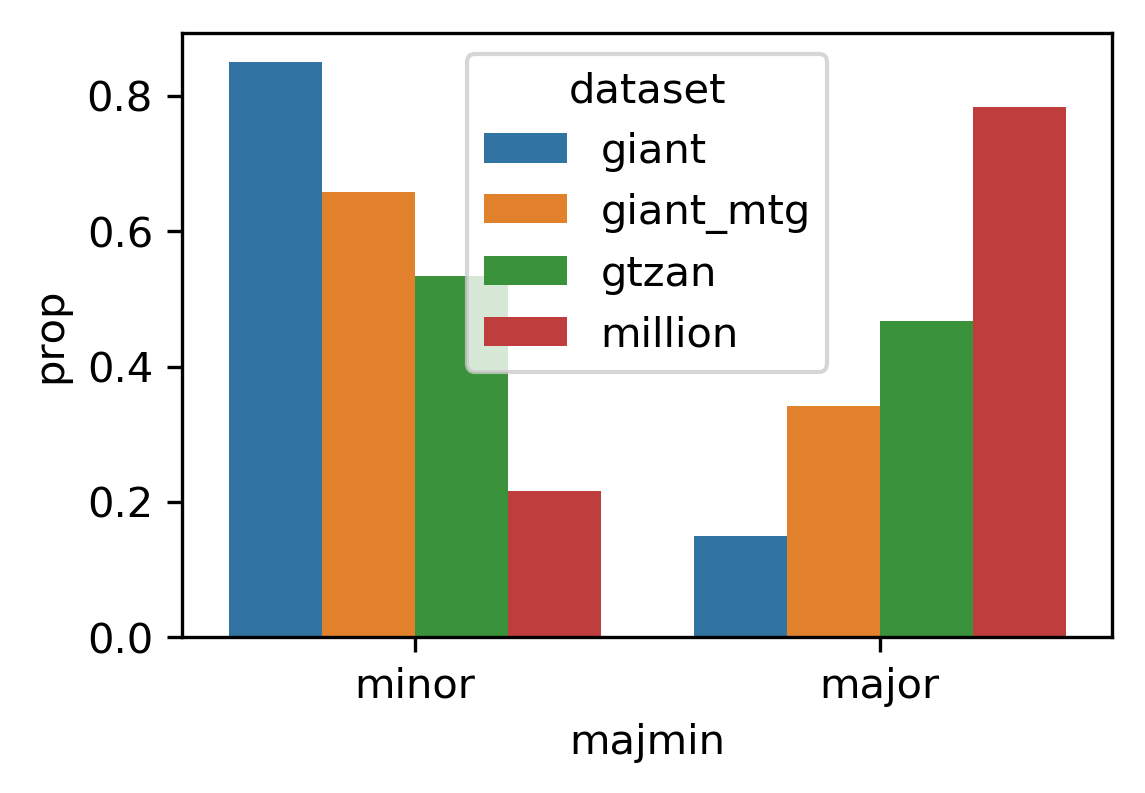 prop
0.8
0.6
0.4
0.2
0.0
dataset
giant
giant_mtg
gtzan
million
minor
major
majmin